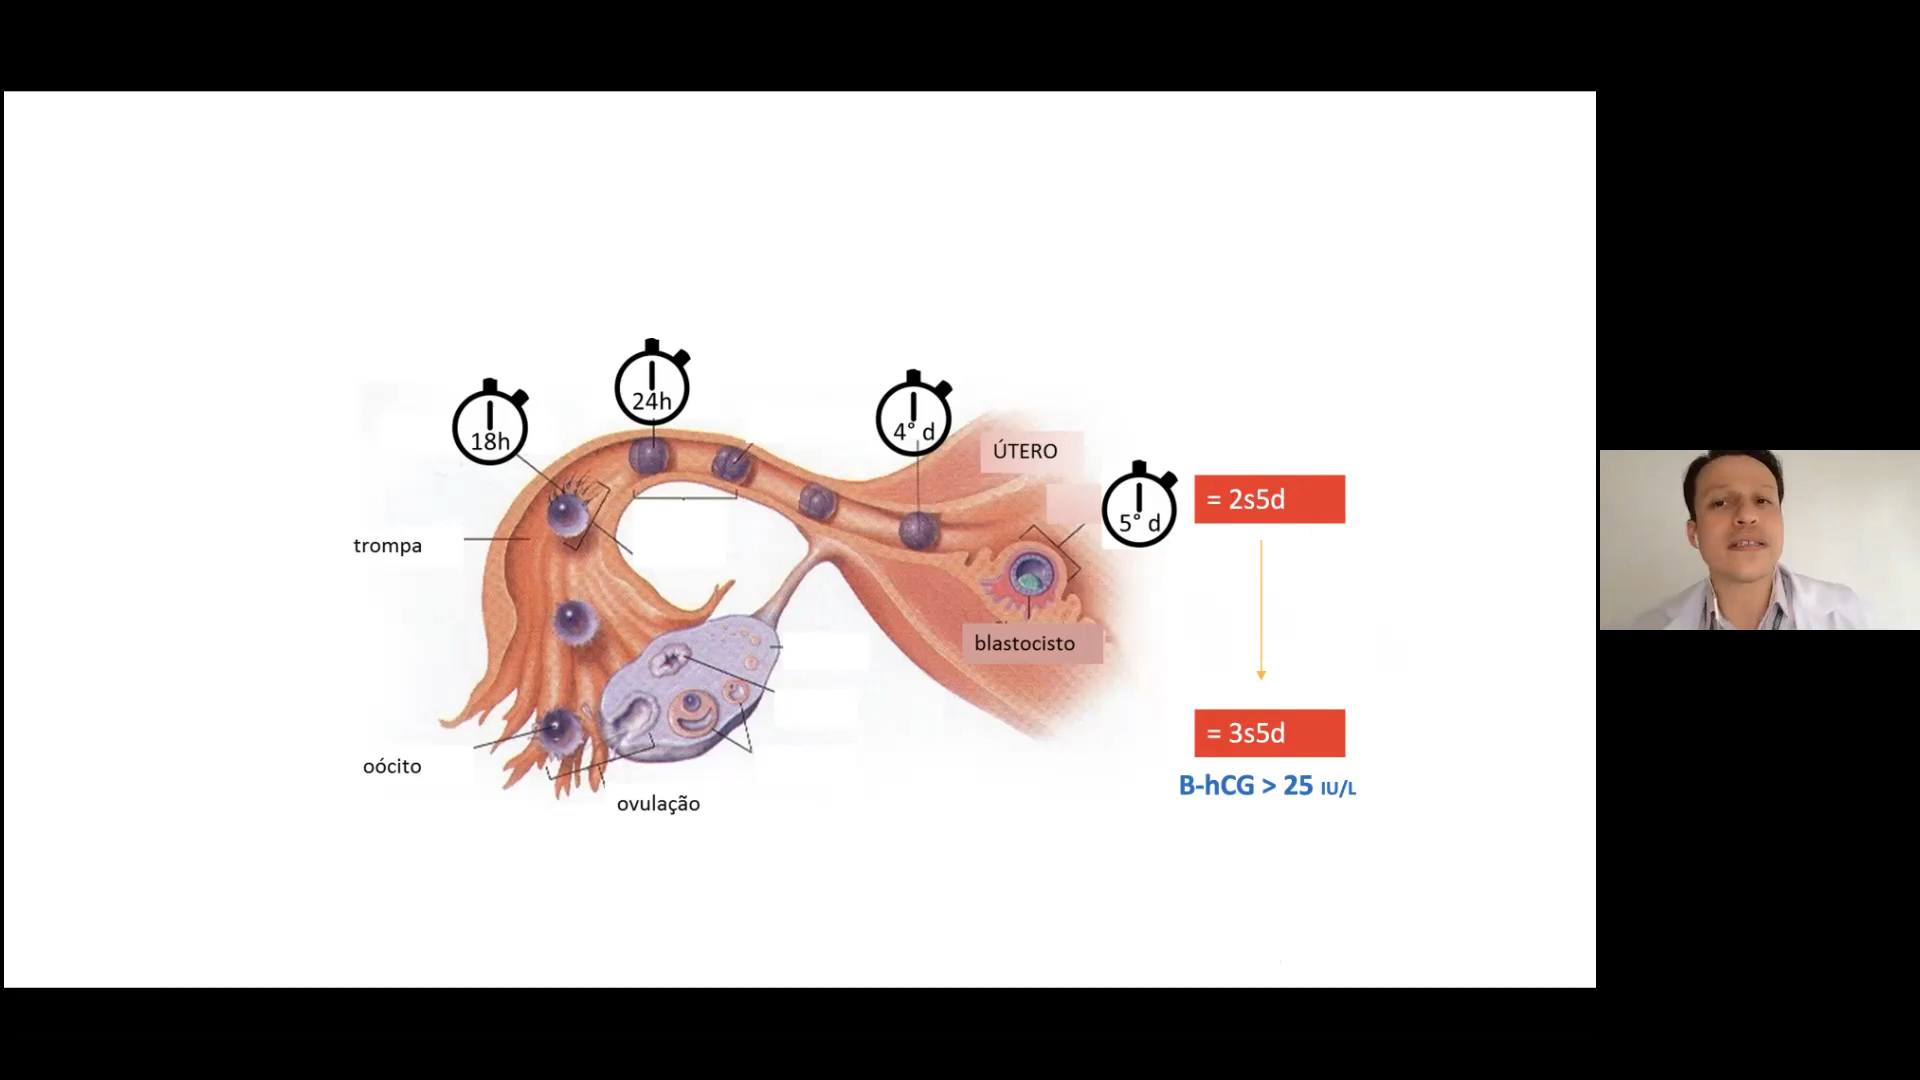 24h
18h
4° d
ÚTERO
5° d
= 2s5d
trompa
blastocisto
= 3s5d
oócito
B-hCG > 25 IU/L
ovulação